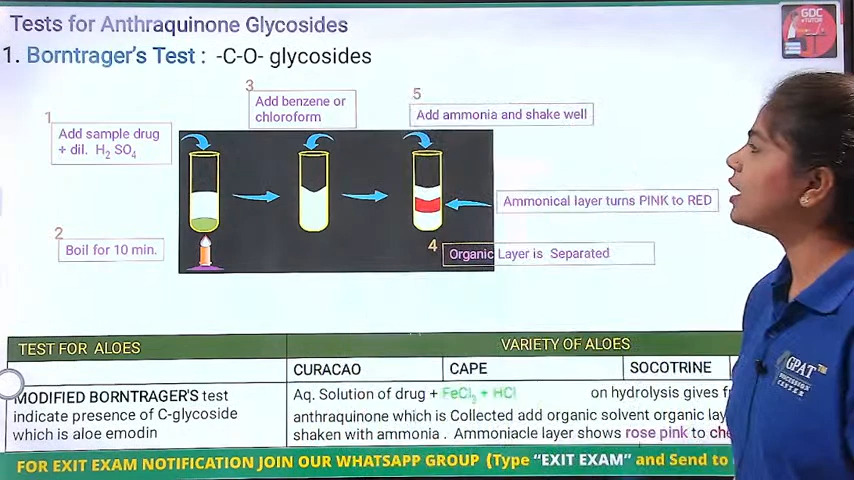 Tests for Anthraquinone Glycosides
1. Borntrager's Test : -C-O- glycosides
GDC
eTUTOR
1
Add sample drug
+ dil. H2 SO4
2
Boil for 10 min.
3
Add benzene or
chloroform
5
Add ammonia and shake well
Ammonical layer turns PINK to RED
4
Organic Layer is Separated
TEST FOR ALOES
VARIETY OF ALOES
CURACAO
CAPE
SOCOTRINE
MODIFIED BORNTRAGER'S test
indicate presence of C-glycoside
which is aloe emodin
Aq. Solution of drug + FeCl3 + HCl on hydrolysis gives
anthraquinone which is Collected add organic solvent organic
shaken with ammonia . Ammoniacle layer shows rose pink to
GPAT
DISCUSSION
CENTER
FOR EXIT EXAM NOTIFICATION JOIN OUR WHATSAPP GROUP (Type “EXIT EXAM” and Send to